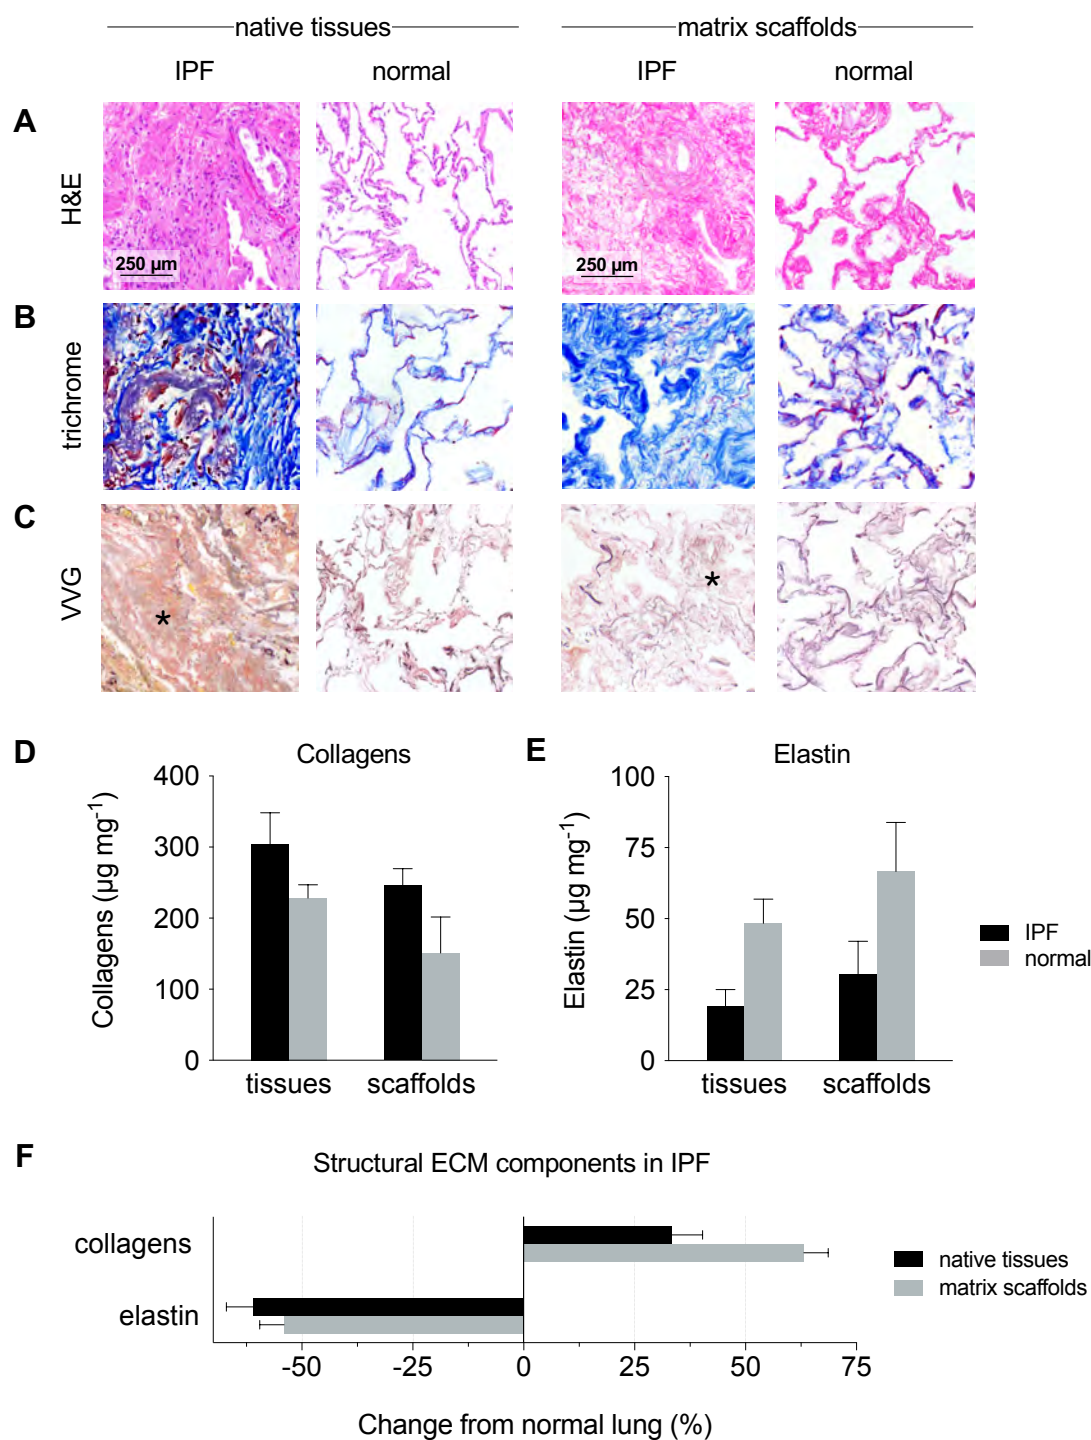 native tissues
matrix scaffolds
IPF
normal
IPF
normal
A
H&E
250 µm
250 µm
B
trichrome
C
VVG
*
*
D
Collagens
Collagens (µg mg-1)
400
300
200
100
0
tissues
scaffolds
E
Elastin
Elastin (µg mg-1)
100
75
50
25
0
tissues
scaffolds
IPF
normal
F
Structural ECM components in IPF
collagens
elastin
native tissues
matrix scaffolds
-50
-25
0
25
50
75
Change from normal lung (%)